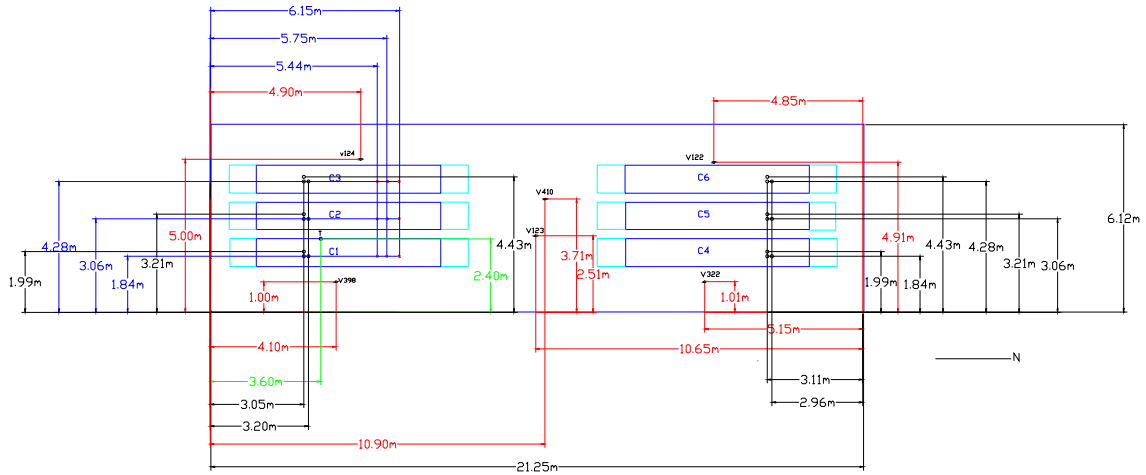 6.15m
5.75m
5.44m
4.90m
4.85m
v124
V122
C3
C6
V410
C2
C5
6.12m
V123
T
4.28m
5.00m
4.43m
4.91m
3.06m
3.21m
C1
C4
3.71m
4.43m
4.28m
2.40m
2.51m
3.21m
3.06m
1.99m
1.84m
V398
V322
1.99m
1.84m
1.00m
1.01m
5.15m
4.10m
10.65m
N
3.60m
3.11m
3.05m
2.96m
3.20m
10.90m
21.25m